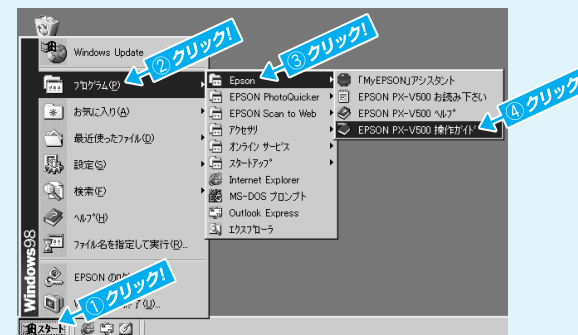 Windows Update
プログラム(P)
お気に入り(A)
最近使ったファイル(D)
設定(S)
検索(F)
ヘルプ(H)
ファイル名を指定して実行(R)...
EPSON
了(U)...
Windows98
スタート
Epson
EPSON PhotoQuicker
EPSON Scan to Web
アクセサリ
オンライン サービス
スタートアップ
Internet Explorer
MS-DOS プロンプト
Outlook Express
エクスプローラ
「MyEPSON」アシスタント
EPSON PX-V500 お読み下さい
EPSON PX-V500 ヘルプ
EPSON PX-V500 操作ガイド
①クリック!
②クリック!
③クリック!
④クリック